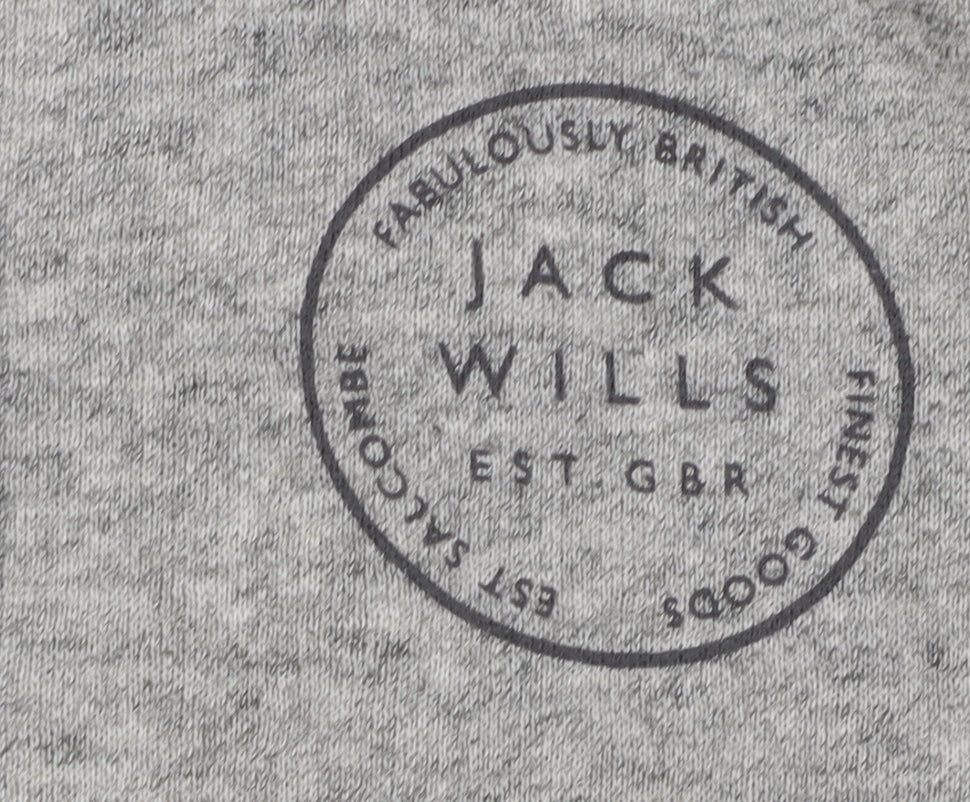 FABULOUSLY BRITISH
JACK
WILLS
EST. GBR
FINEST GOODS
EST SALCOMBE